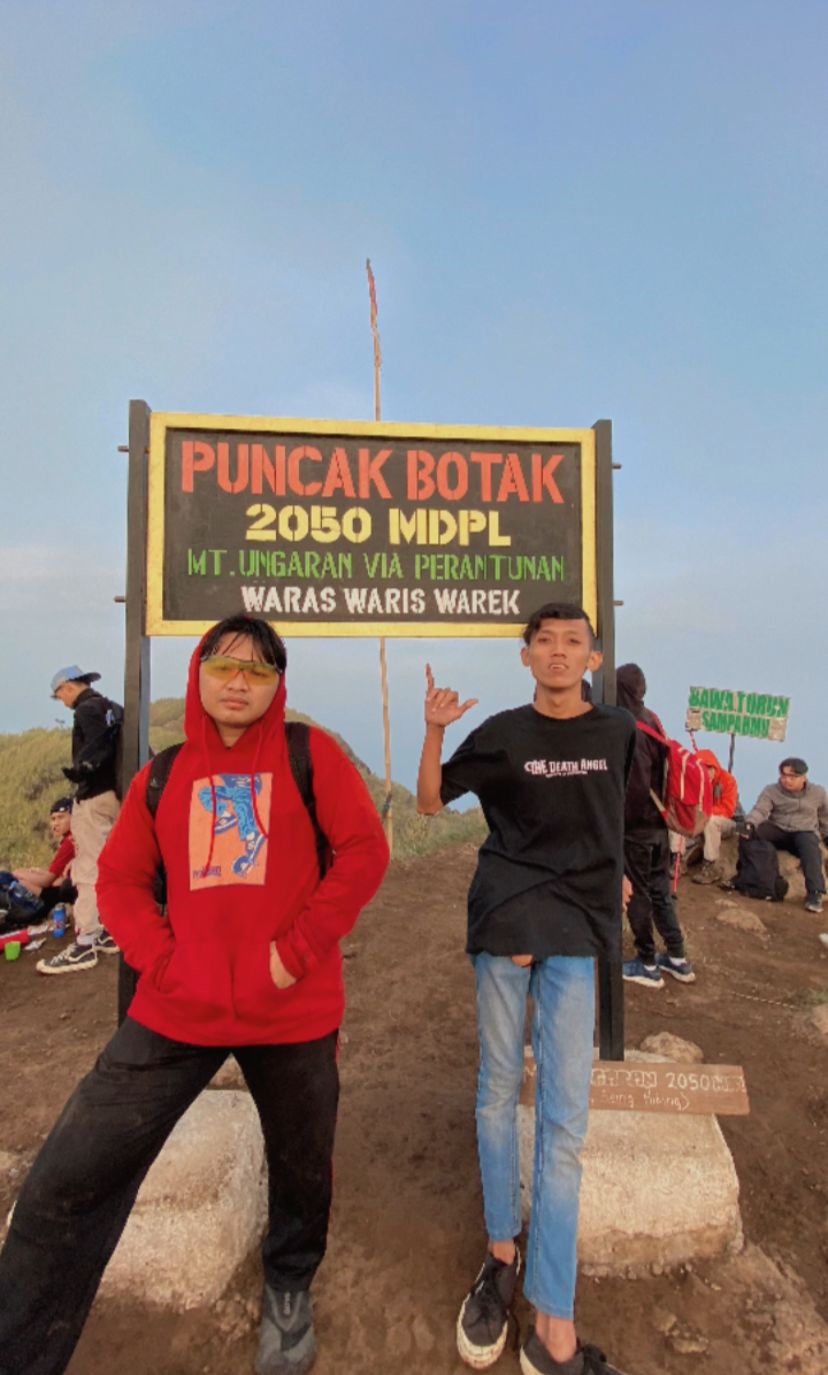 PUNCAK BOTAK
2050 MDPL
MT. UNGARAN VIA PERANTUNAN
WARAS WARIS WAREK
BAWA TURUN
SAMPAHMU
THE DEATH ANGEL
2050